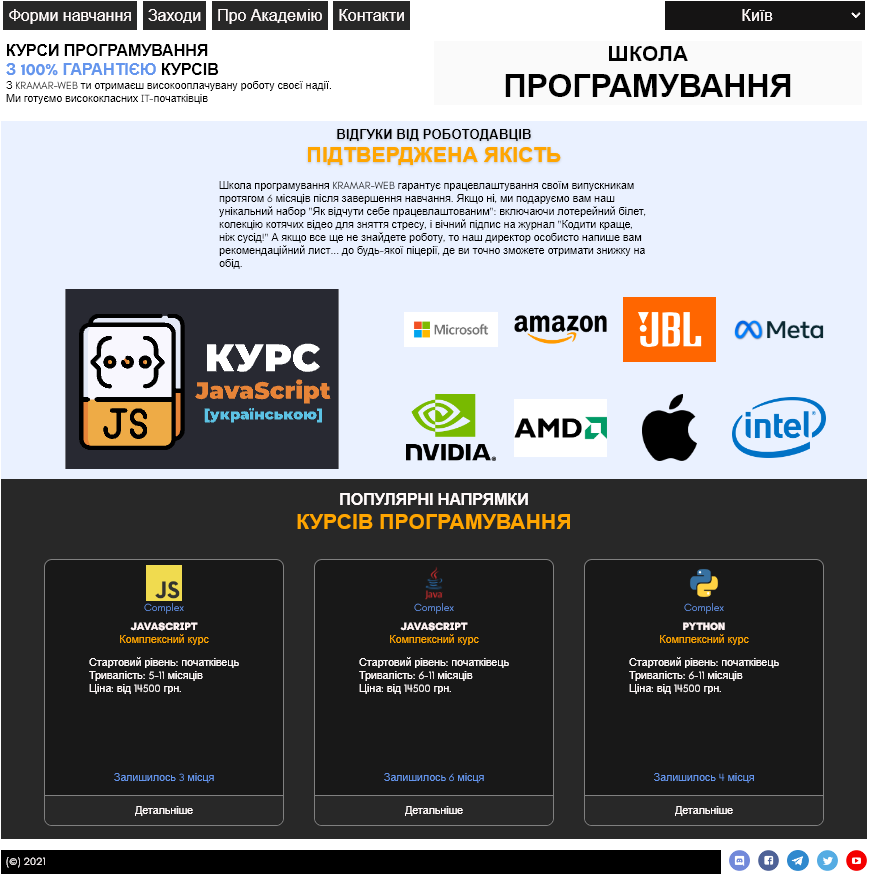 Форми навчання Заходи Про Академію Контакти Київ
КУРСИ ПРОГРАМУВАННЯ
З 100% ГАРАНТІЄЮ КУРСІВ
З KRAMAR-WEB ти отримаєш високооплачувану роботу своєї надії.
Ми готуємо висококласних IT-початківців
ШКОЛА
ПРОГРАМУВАННЯ
ВІДГУКИ ВІД РОБОТОДАВЦІВ
ПІДТВЕРДЖЕНА ЯКІСТЬ
Школа програмування KRAMAR-WEB гарантує працевлаштування своїм випускникам
протягом 6 місяців після завершення навчання. Якщо ні, ми подаруємо вам наш
унікальний набор "Як відчути себе працевлаштованим": включаючи лотерейний білет,
колекцію котячих відео для зняття стресу, і вічний підпис на журнал "Кодити краще,
ніж сусід!" А якщо все ще не знайдете роботу, то наш директор особисто напише вам
рекомендаційний лист... до будь-якої піцерії, де ви точно зможете отримати знижку на
обід.
JS
КУРС
JavaScript
[українською]
Microsoft amazon JBL Meta
NVIDIA. AMD intel
ПОПУЛЯРНІ НАПРЯМКИ
КУРСІВ ПРОГРАМУВАННЯ
JS
Complex
JAVASCRIPT
Комплексний курс
Стартовий рівень: початківець
Тривалість: 5-11 місяців
Ціна: від 14500 грн.
Залишилось 3 місця
Детальніше
Java
Complex
JAVASCRIPT
Комплексний курс
Стартовий рівень: початківець
Тривалість: 6-11 місяців
Ціна: від 14500 грн.
Залишилось 6 місця
Детальніше
Complex
PYTHON
Комплексний курс
Стартовий рівень: початківець
Тривалість: 6-11 місяців
Ціна: від 14500 грн.
Залишилось 4 місця
Детальніше
(©) 2021